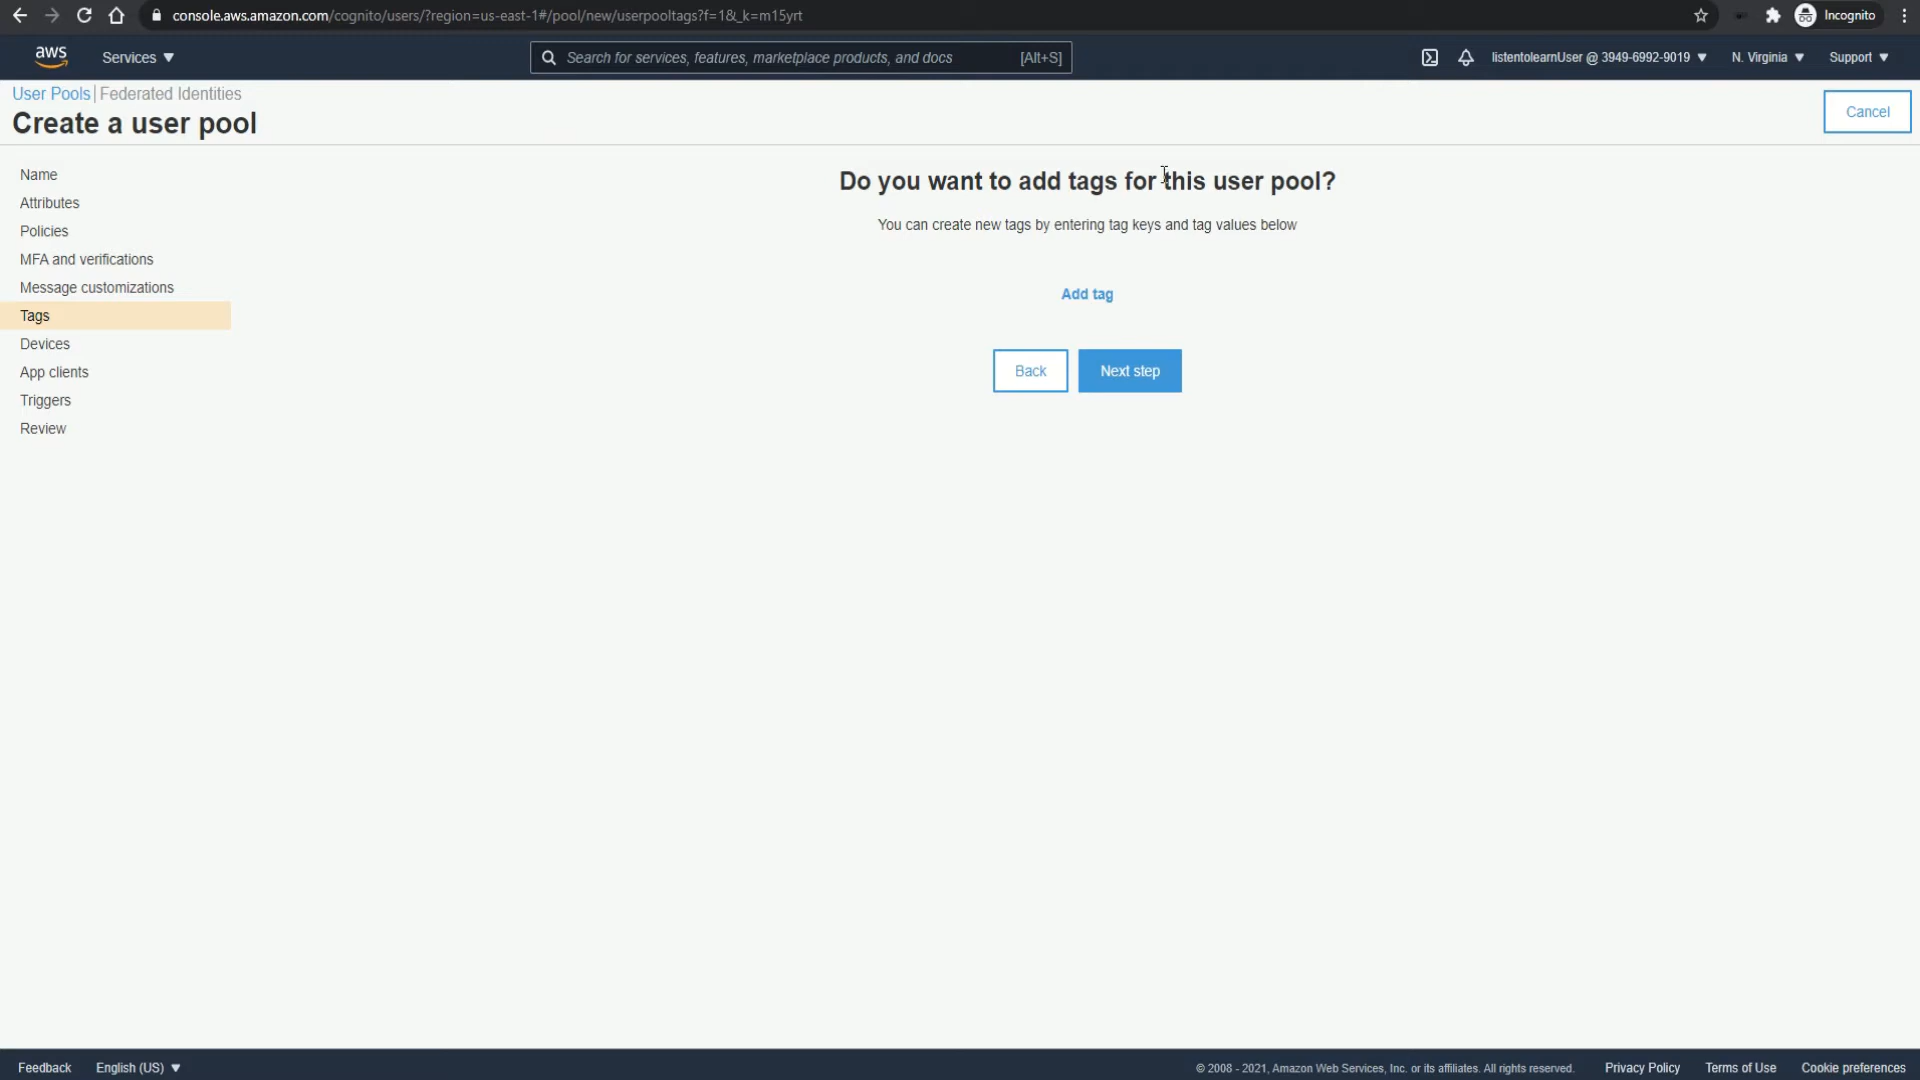 console.aws.amazon.com/cognito/users/?region=us-east-1#/pool/new/userpooltags?f=1&_k=m15yrt
Incognito
aws
Services
Search for services, features, marketplace products, and docs [Alt+S]
listentolearnUser @ 3949-6992-9019
N. Virginia
Support
User Pools | Federated Identities
Create a user pool
Cancel
Name
Attributes
Policies
MFA and verifications
Message customizations
Tags
Devices
App clients
Triggers
Review
Do you want to add tags for this user pool?
You can create new tags by entering tag keys and tag values below
Add tag
Back
Next step
Feedback
English (US)
© 2008 - 2021, Amazon Web Services, Inc. or its affiliates. All rights reserved.
Privacy Policy
Terms of Use
Cookie preferences